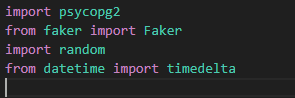 import psycopg2
from faker import Faker
import random
from datetime import timedelta